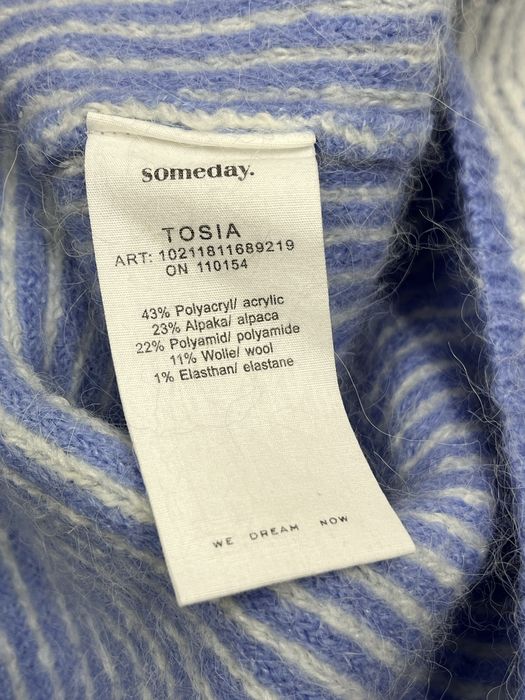 someday.
TOSIA
ART: 10211811689219
ON 110154
43% Polyacryl/ acrylic
23% Alpaka/ alpaca
22% Polyamid/ polyamide
11% Wolle/ wool
1% Elasthan/ elastane
WE DREAM NOW